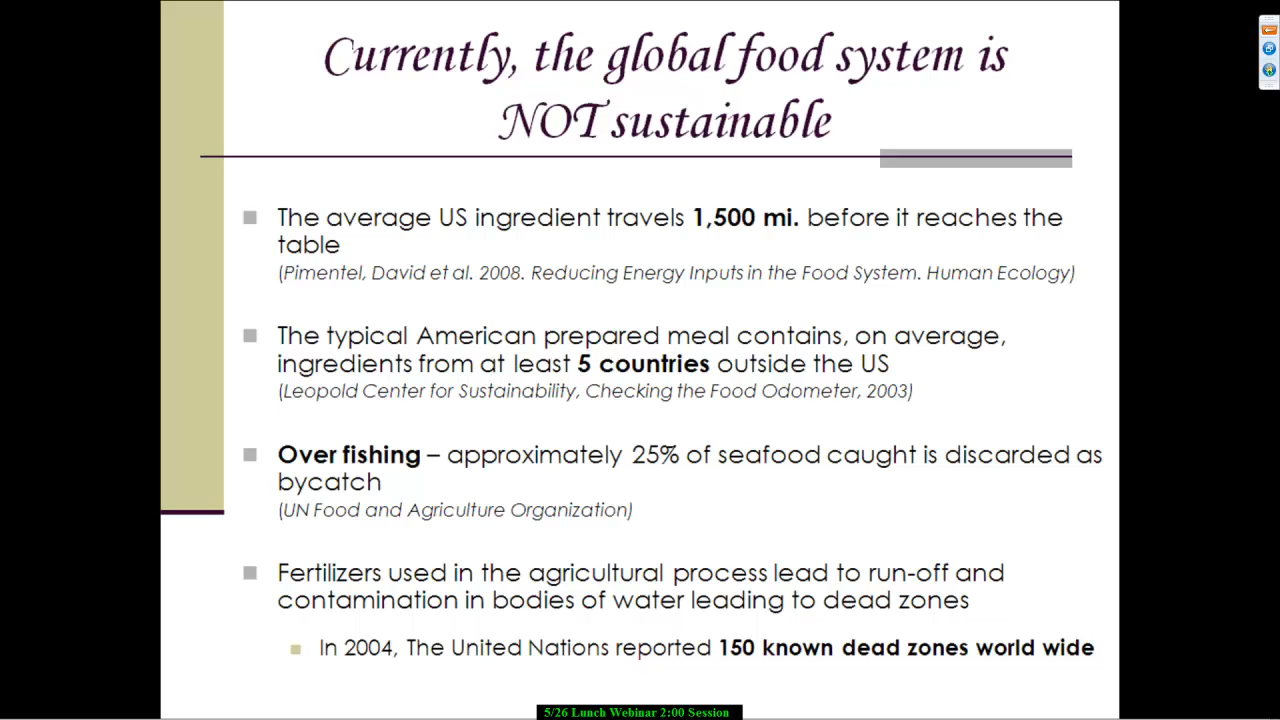 Currently, the global food system is
NOT sustainable
The average US ingredient travels 1,500 mi. before it reaches the
table
(Pimentel, David et al. 2008. Reducing Energy Inputs in the Food System. Human Ecology)
The typical American prepared meal contains, on average,
ingredients from at least 5 countries outside the US
(Leopold Center for Sustainability, Checking the Food Odometer, 2003)
Over fishing – approximately 25% of seafood caught is discarded as
bycatch
(UN Food and Agriculture Organization)
Fertilizers used in the agricultural process lead to run-off and
contamination in bodies of water leading to dead zones
In 2004, The United Nations reported 150 known dead zones world wide
5/26 Lunch Webinar 2:00 Session